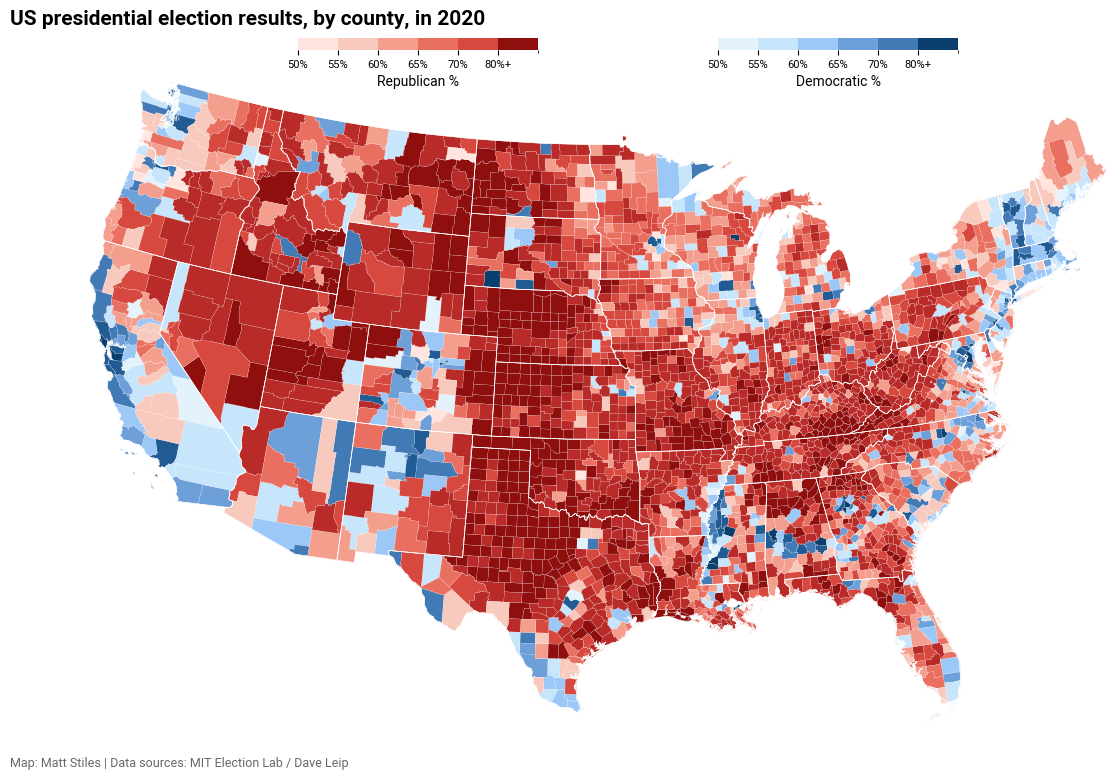 US presidential election results, by county, in 2020
50% 55% 60% 65% 70% 80%+
Republican %
50% 55% 60% 65% 70% 80%+
Democratic %
Map: Matt Stiles | Data sources: MIT Election Lab / Dave Leip